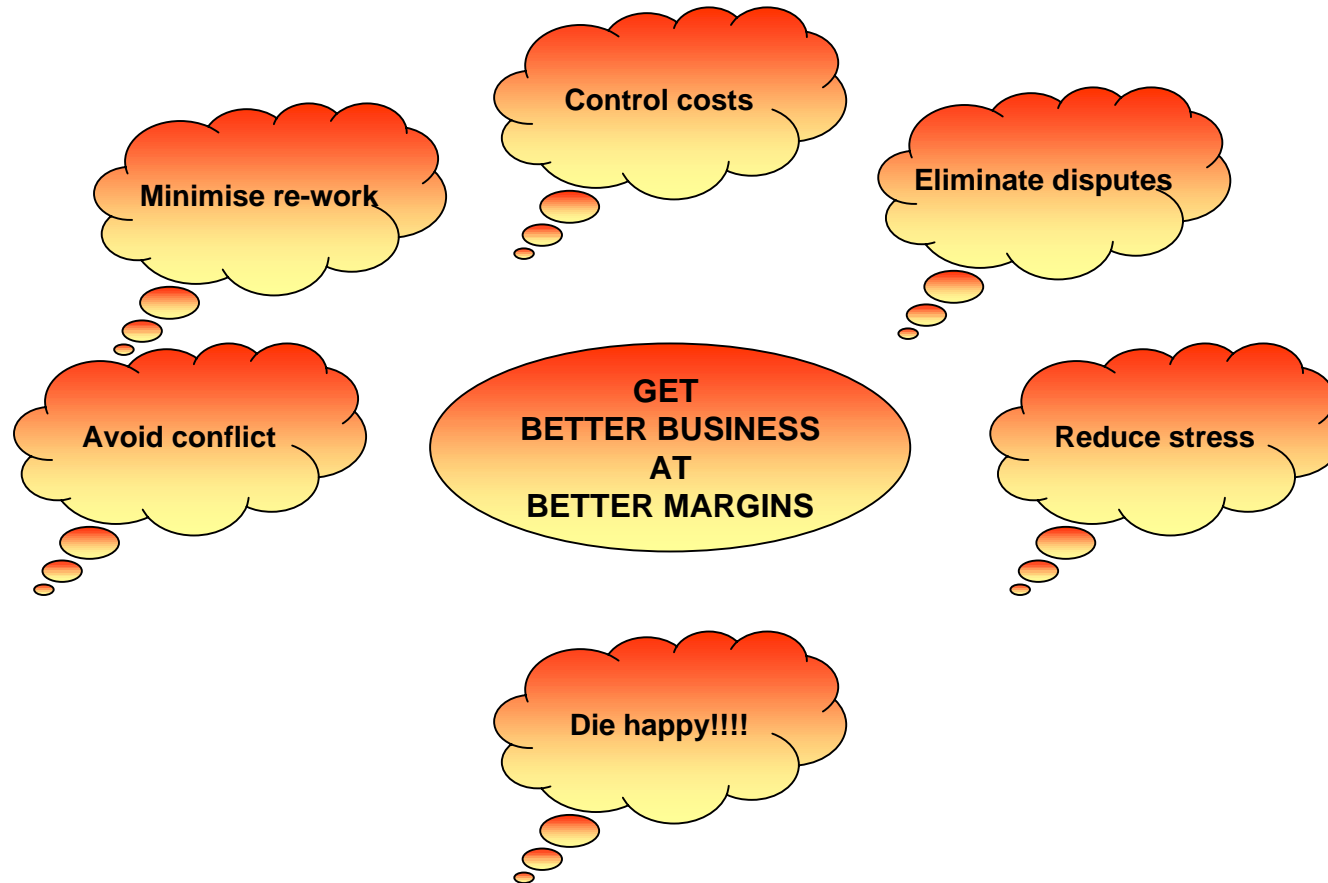 Control costs
Minimise re-work
Eliminate disputes
Avoid conflict
GET
BETTER BUSINESS
AT
BETTER MARGINS
Reduce stress
Die happy!!!!